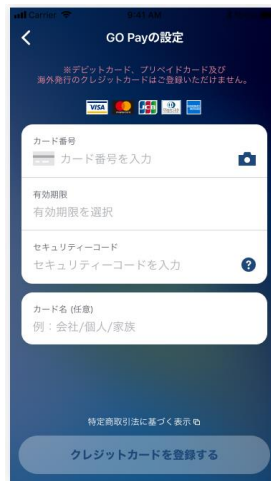 Carrier 9:41 AM
GO Payの設定
※デビットカード、プリペイドカード及び
海外発行のクレジットカードはご登録いただけません。
VISA JCB
カード番号
カード番号を入力
有効期限
有効期限を選択
セキュリティーコード
セキュリティーコードを入力
?
カード名 (任意)
例：会社/個人/家族
特定商取引法に基づく表示
クレジットカードを登録する